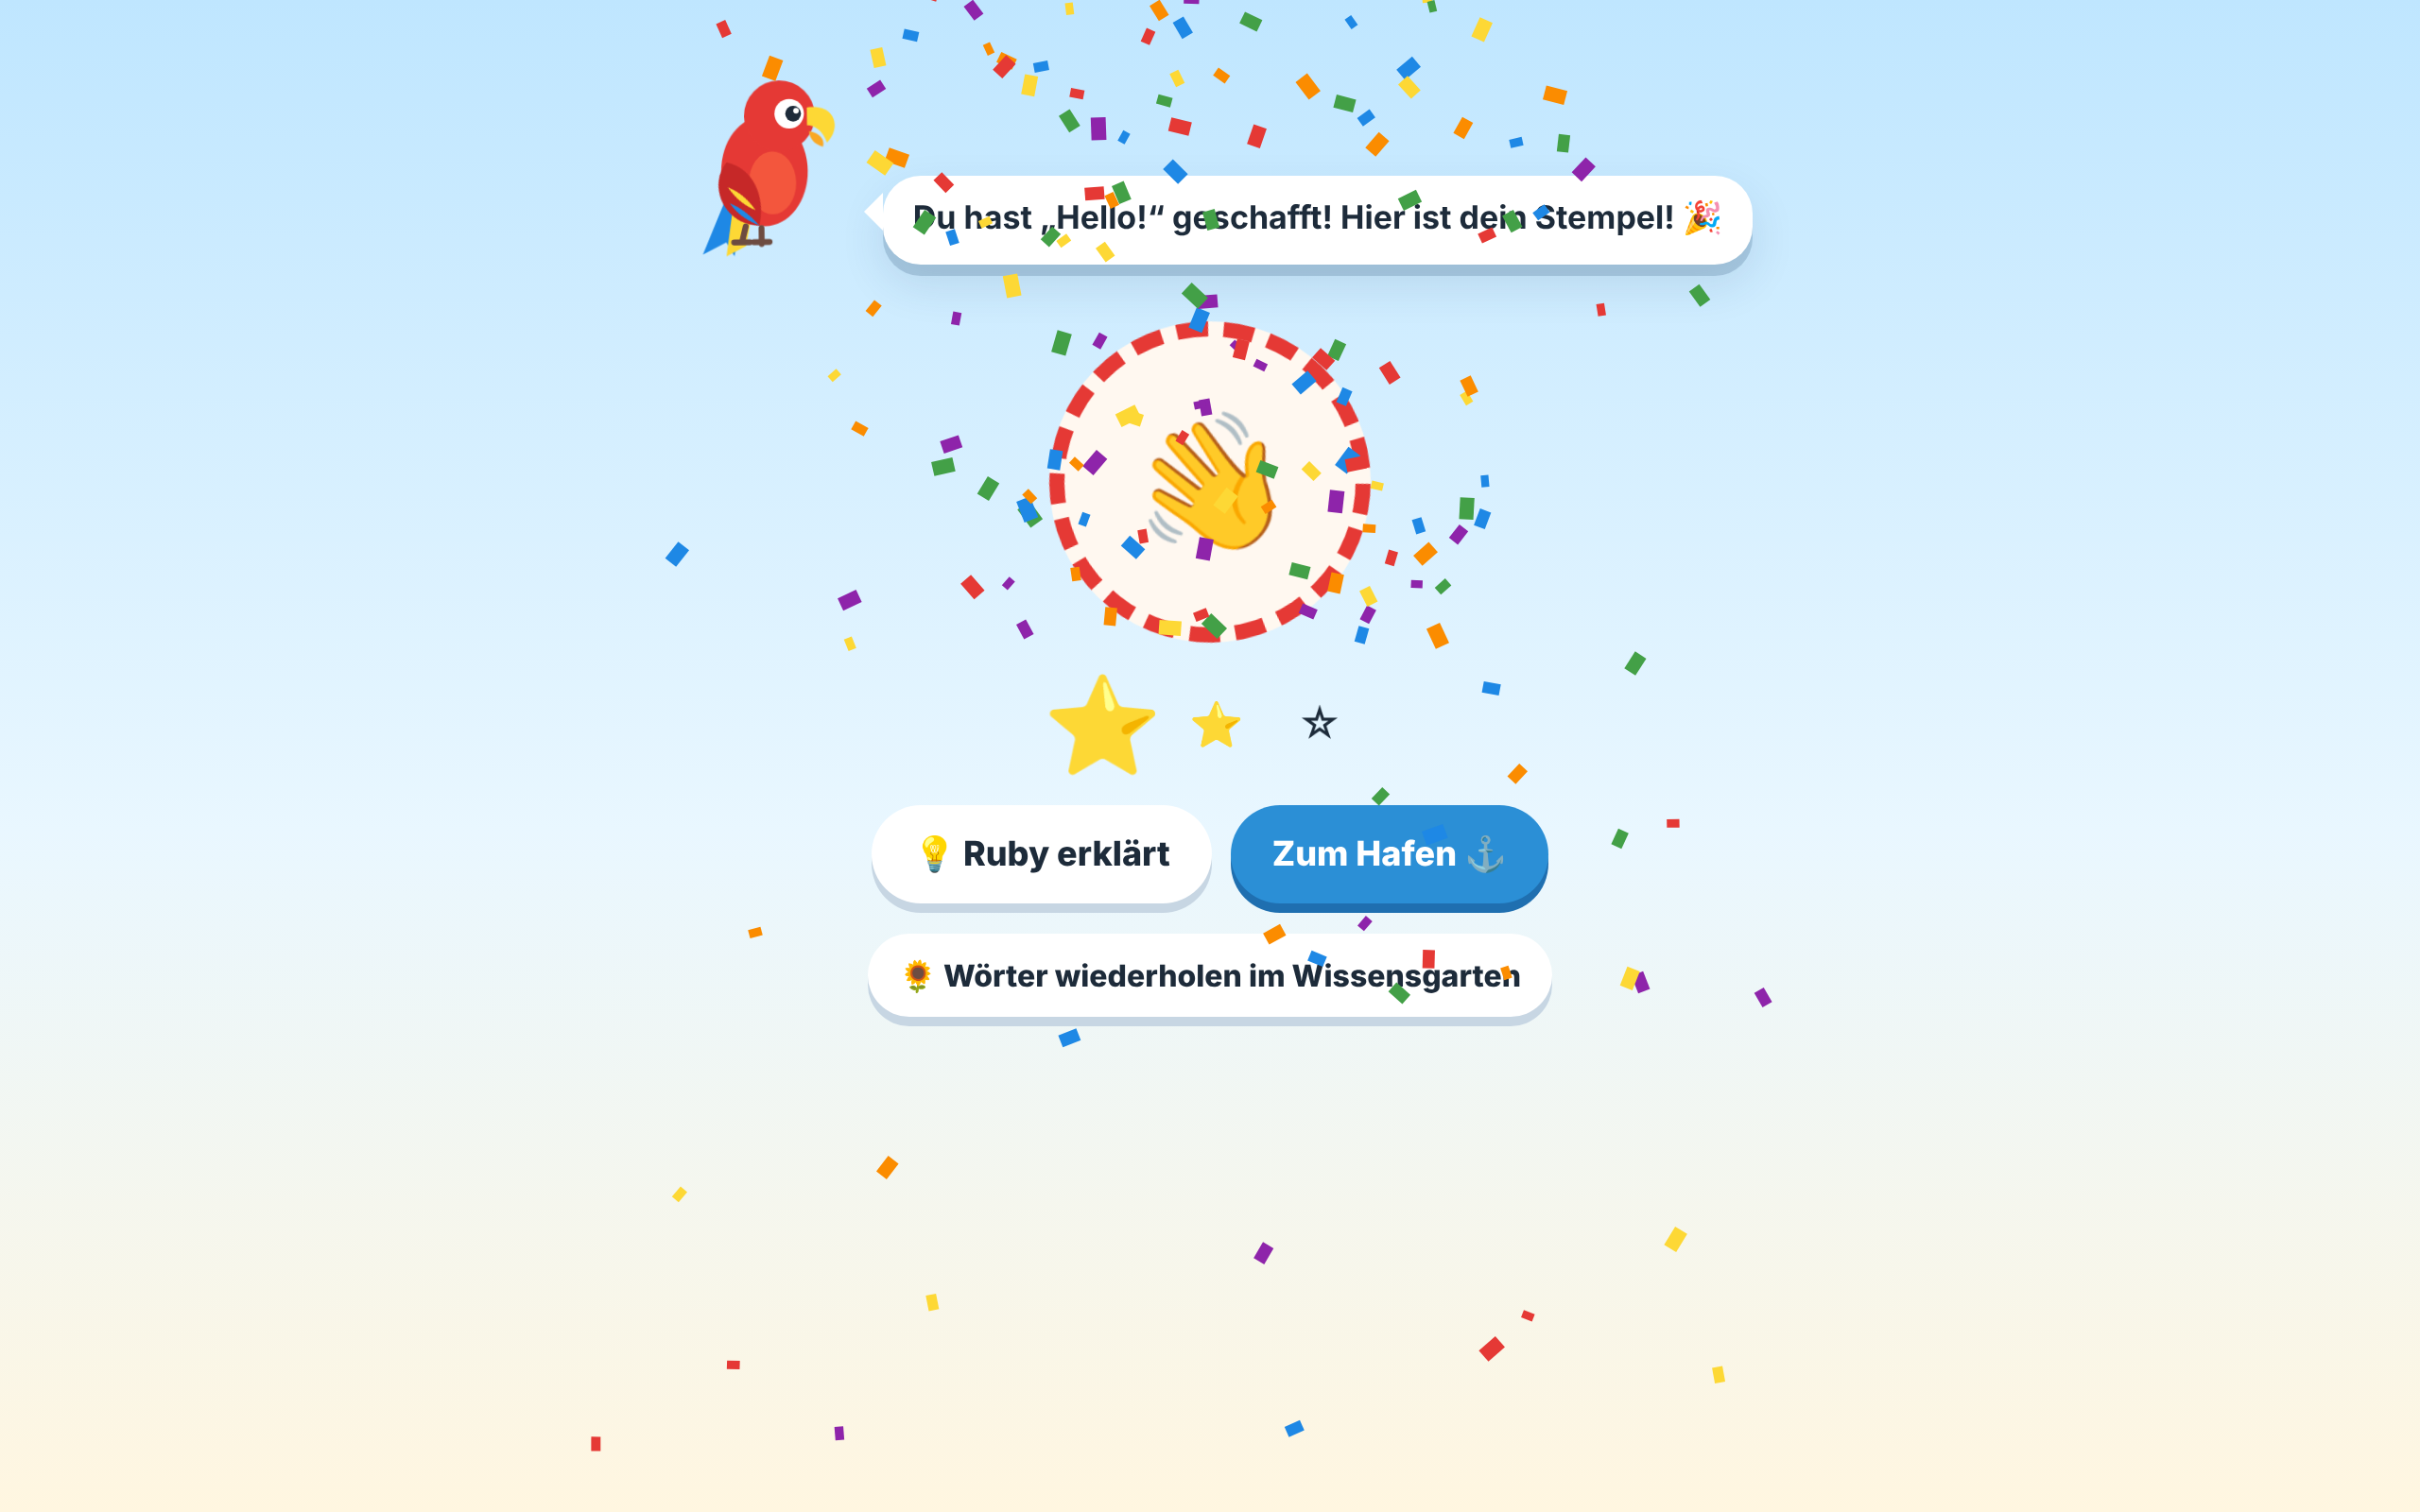 Du hast „Hello!“ geschafft! Hier ist dein Stempel! 🎉
💡 Ruby erklärt
Zum Hafen ⚓
🌻 Wörter wiederholen im Wissensgarten